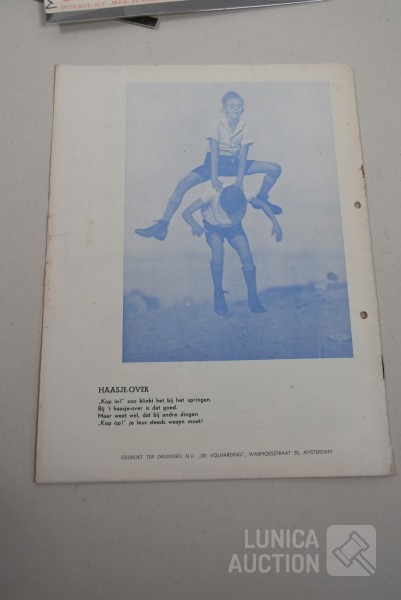 HAASJE-OVER
„Kop in!" zoo klinkt het bij het springen.
Bij 't haasje-over is dat goed.
Maar weet wel, dat bij andre dingen
„Kop óp!" je leus steeds wezen moet!
GEDRUKT TER DRUKKERIJ N.V. „DE VOLHARDING", WARMOESSTRAAT 39, AMSTERDAM
LUNICA
AUCTION